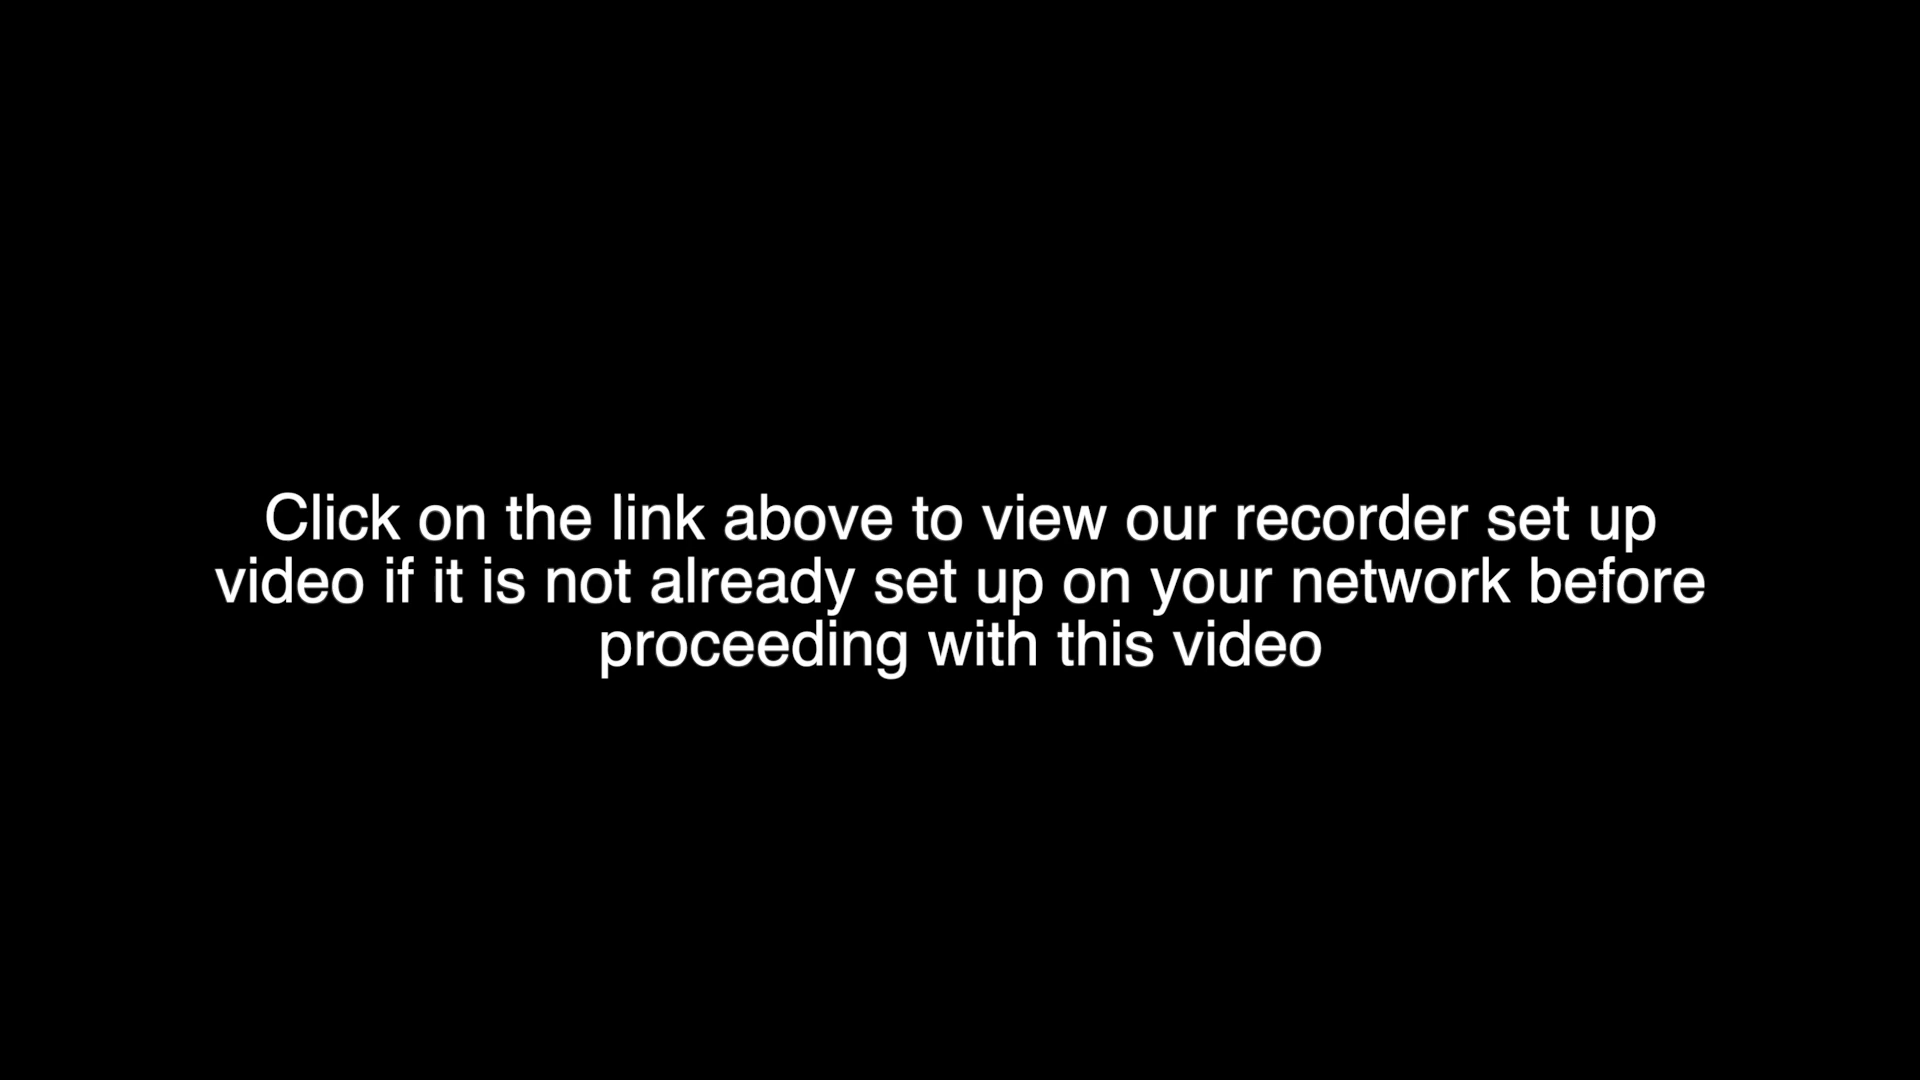 Click on the link above to view our recorder set up
video if it is not already set up on your network before
proceeding with this video